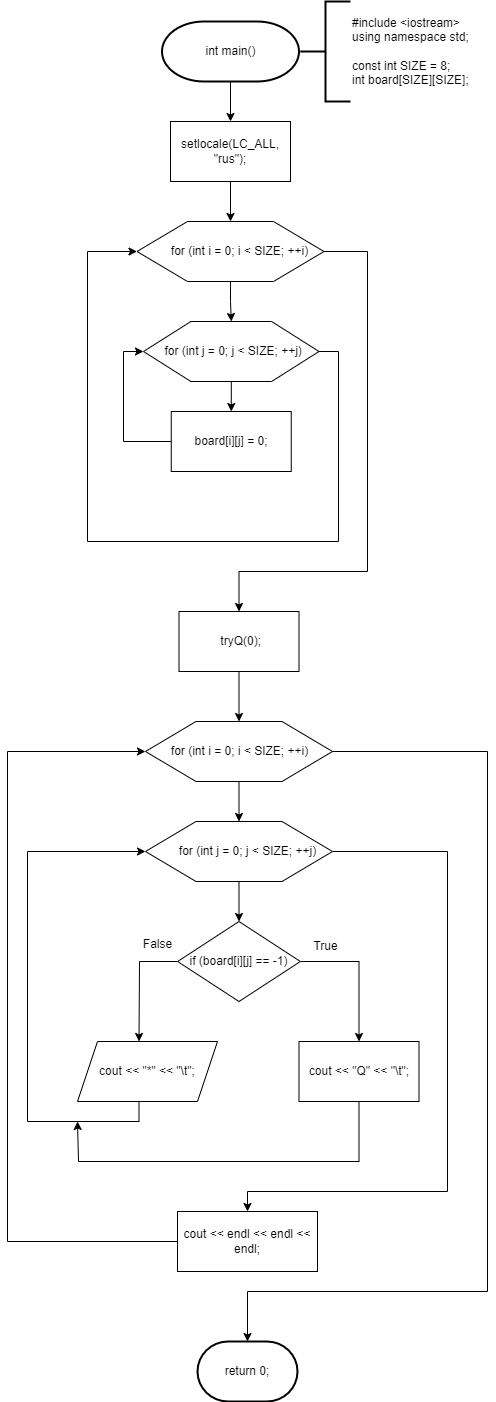 int main()
#include <iostream>
using namespace std;
const int SIZE = 8;
int board[SIZE][SIZE];
setlocale(LC_ALL,
"rus");
for (int i = 0; i < SIZE; ++i)
for (int j = 0; j < SIZE; ++j)
board[i][j] = 0;
tryQ(0);
for (int i = 0; i < SIZE; ++i)
for (int j = 0; j < SIZE; ++j)
False
True
if (board[i][j] == -1)
cout << "*" << "\t";
cout << "Q" << "\t";
cout << endl << endl <<
endl;
return 0;